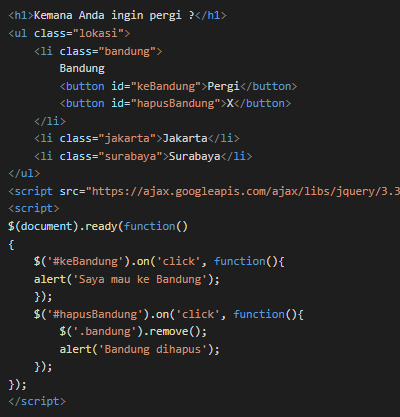 <h1>Kemana Anda ingin pergi ?</h1>
<ul class="lokasi">
<li class="bandung">
Bandung
<button id="keBandung">Pergi</button>
<button id="hapusBandung">X</button>
</li>
<li class="jakarta">Jakarta</li>
<li class="surabaya">Surabaya</li>
</ul>
<script src="https://ajax.googleapis.com/ajax/libs/jquery/3.3
<script>
$(document).ready(function()
{
$('#keBandung').on('click', function(){
alert('Saya mau ke Bandung');
});
$('#hapusBandung').on('click', function(){
$('.bandung').remove();
alert('Bandung dihapus');
});
});
</script>